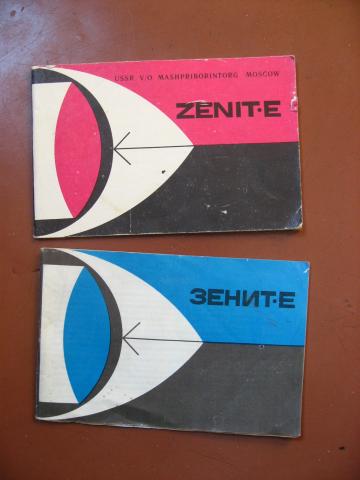 USSR V/O MASHPRIBORINTORG MOSCOW
ZENIT-E
ЗЕНИТ-Е